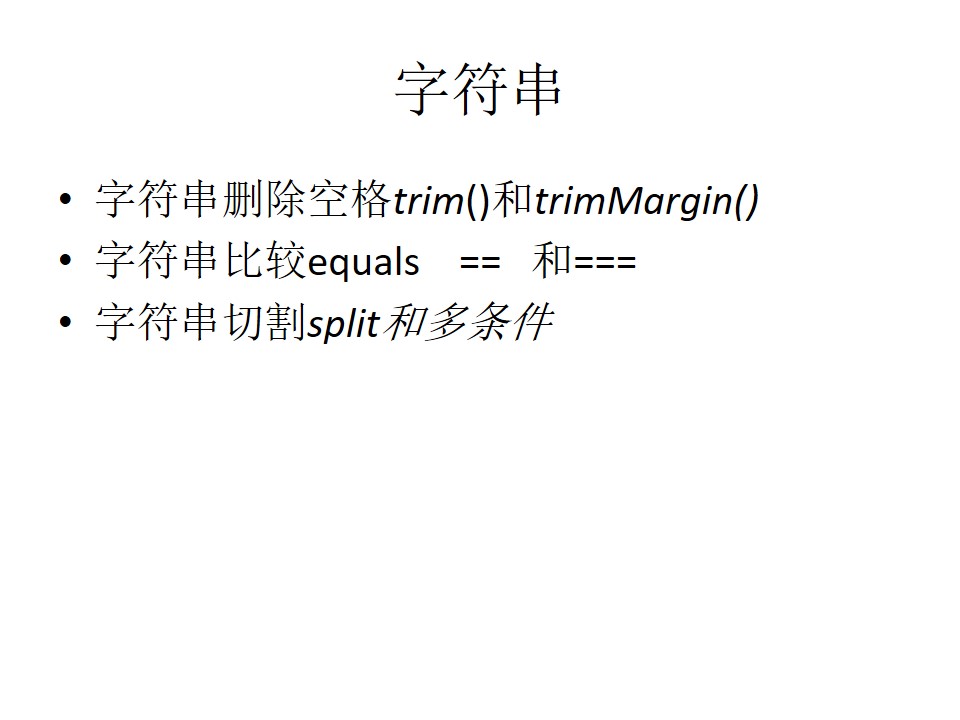 字符串
• 字符串删除空格trim()和trimMargin()
• 字符串比较equals == 和===
• 字符串切割split和多条件